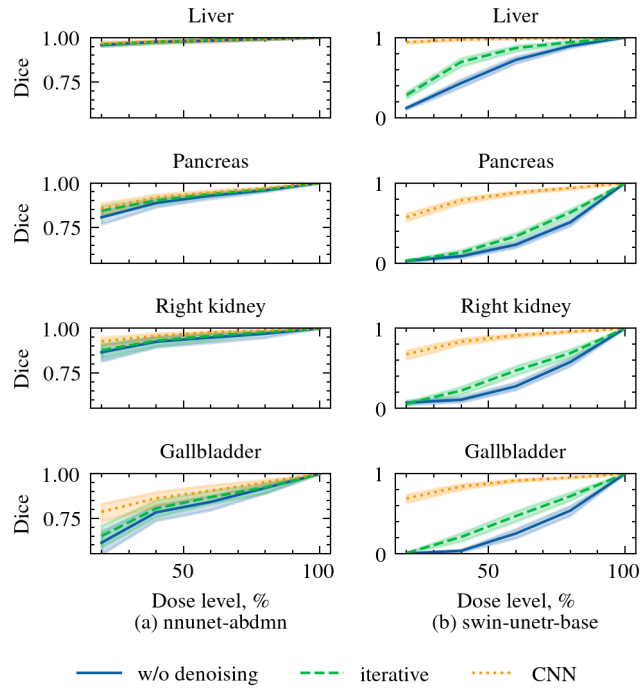 Liver
Liver
1.00
0.75
Dice
1
0
Pancreas
Pancreas
1.00
0.75
Dice
1
0
Right kidney
Right kidney
1.00
0.75
Dice
1
0
Gallbladder
Gallbladder
1.00
0.75
Dice
1
0
50
100
50
100
Dose level, %
Dose level, %
(a) nnunet-abdmn
(b) swin-unetr-base
w/o denoising
iterative
CNN